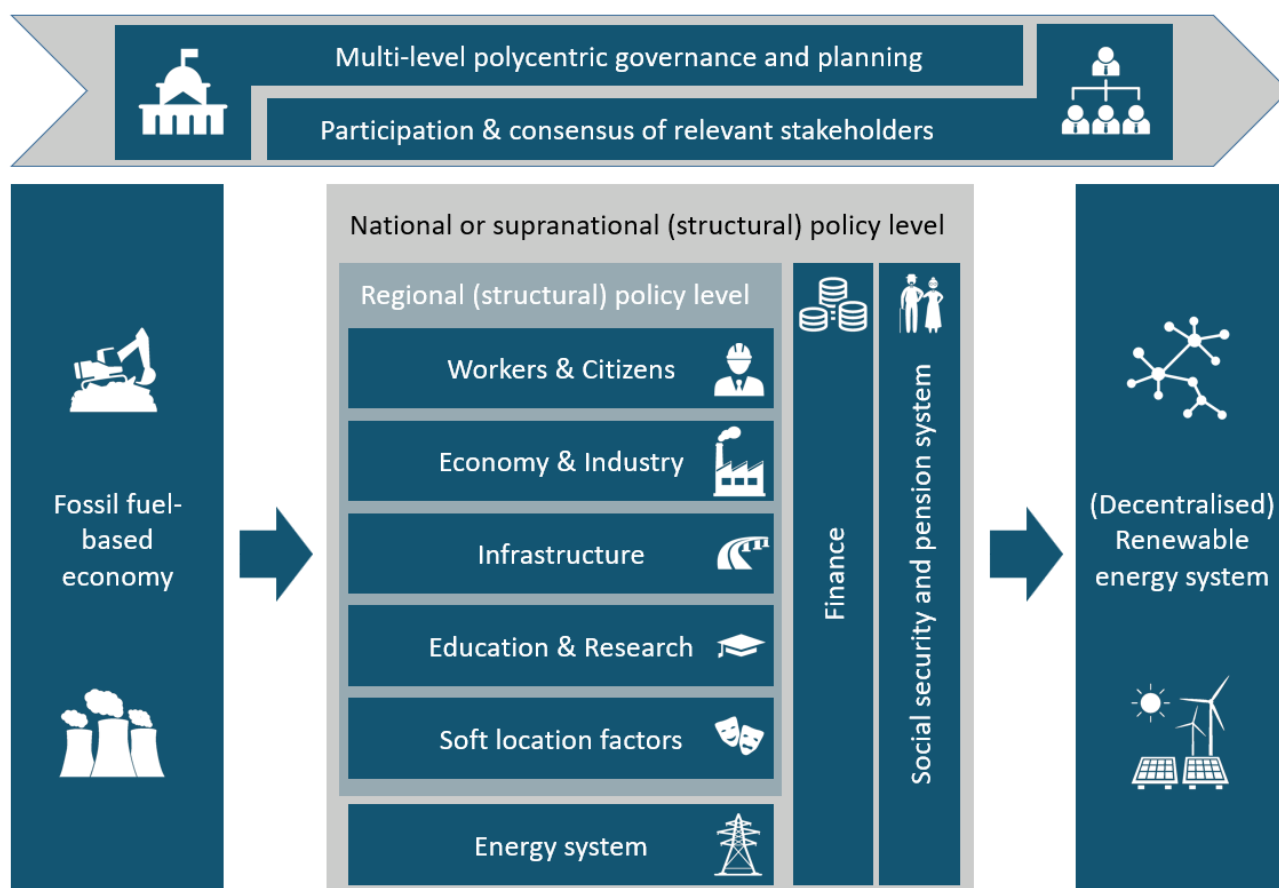 Multi-level polycentric governance and planning
Participation & consensus of relevant stakeholders
Fossil fuel-
based
economy
National or supranational (structural) policy level
Regional (structural) policy level
Workers & Citizens
Economy & Industry
Infrastructure
Education & Research
Soft location factors
Energy system
Finance
Social security and pension system
(Decentralised)
Renewable
energy system